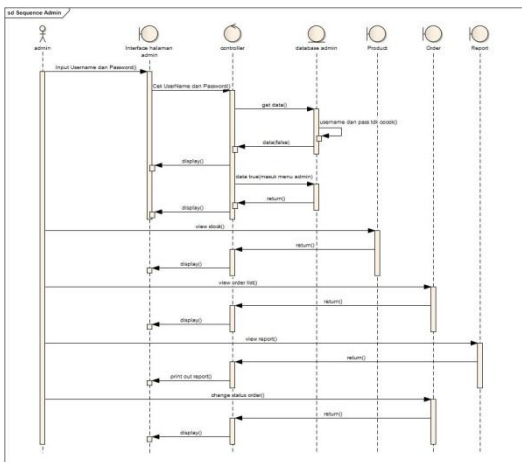 sd Sequence Admin
admin
Interface halaman
admin
controller
database admin
Product
Order
Report
Input Username dan Password()
Call UserName dan Password()
get data()
username dan pass tdk cocok()
data(false)
display()
data true(masuk menu admin)
return()
display()
view stock()
return()
display()
view order list()
return()
display()
view report()
return()
print out report()
change status order()
return()
display()